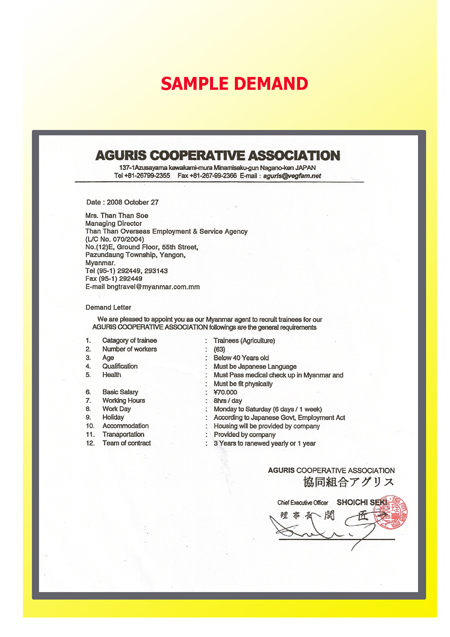 SAMPLE DEMAND
AGURIS COOPERATIVE ASSOCIATION
137-1Azusayama kawakami-mura Minamisaku-gun Nagano-ken JAPAN
Tel +81-26799-2355 Fax +81-267-99-2366 E-mail : aguris@vegfam.net
Date : 2008 October 27
Mrs. Than Than Soe
Managing Director
Than Than Overseas Employment & Service Agency
(L/C No. 070/2004)
No.(12)E, Ground Floor, 55th Street,
Pazundaung Township, Yangon,
Myanmar.
Tel (95-1) 292449, 293143
Fax (95-1) 292449
E-mail bngtravel@myanmar.com.mm
Demand Letter
We are pleased to appoint you as our Myanmar agent to recruit trainees for our
AGURIS COOPERATIVE ASSOCIATION followings are the general requirements
1. Catagory of trainee : Trainees (Agriculture)
2. Number of workers : (63)
3. Age : Below 40 Years old
4. Qualification : Must be Japanese Language
5. Health : Must Pass medical check up in Myanmar and
: Must be fit physically
6. Basic Salary : ¥70.000
7. Working Hours : 8hrs / day
8. Work Day : Monday to Saturday (6 days / 1 week)
9. Holiday : According to Japanese Govt, Employment Act
10. Accommodation : Housing will be provided by company
11. Tranportation : Provided by company
12. Team of contract : 3 Years to ranewed yearly or 1 year
AGURIS COOPERATIVE ASSOCIATION
協同組合アグリス
Chief Executive Officer SHOICHI SEKI
理事長 関 匠一